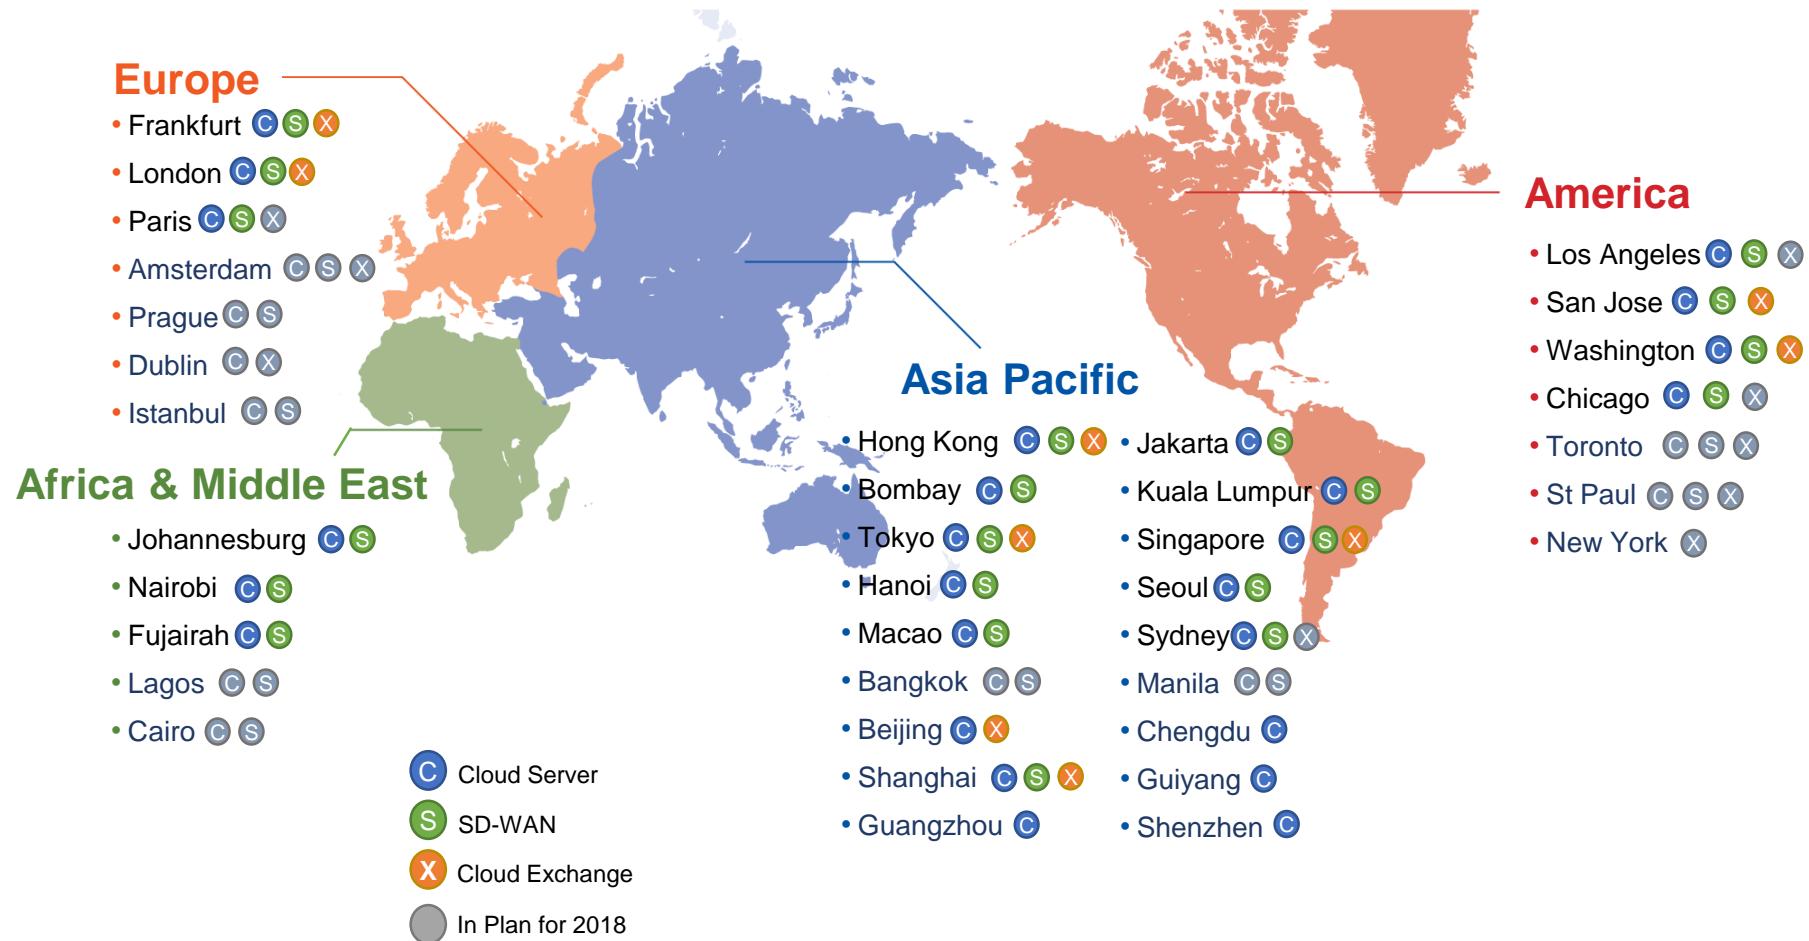 Europe
• Frankfurt C S X
• London C S X
• Paris C S X
• Amsterdam C S X
• Prague C S
• Dublin C X
• Istanbul C S
Africa & Middle East
• Johannesburg C S
• Nairobi C S
• Fujairah C S
• Lagos C S
• Cairo C S
C Cloud Server
S SD-WAN
X Cloud Exchange
In Plan for 2018
Asia Pacific
• Hong Kong C S X
• Bombay C S
• Tokyo C S X
• Hanoi C S
• Macao C S
• Bangkok C S
• Beijing C X
• Shanghai C S X
• Guangzhou C
• Jakarta C S
• Kuala Lumpur C S
• Singapore C S X
• Seoul C S
• Sydney C S X
• Manila C S
• Chengdu C
• Guiyang C
• Shenzhen C
America
• Los Angeles C S X
• San Jose C S X
• Washington C S X
• Chicago C S X
• Toronto C S X
• St Paul C S X
• New York X